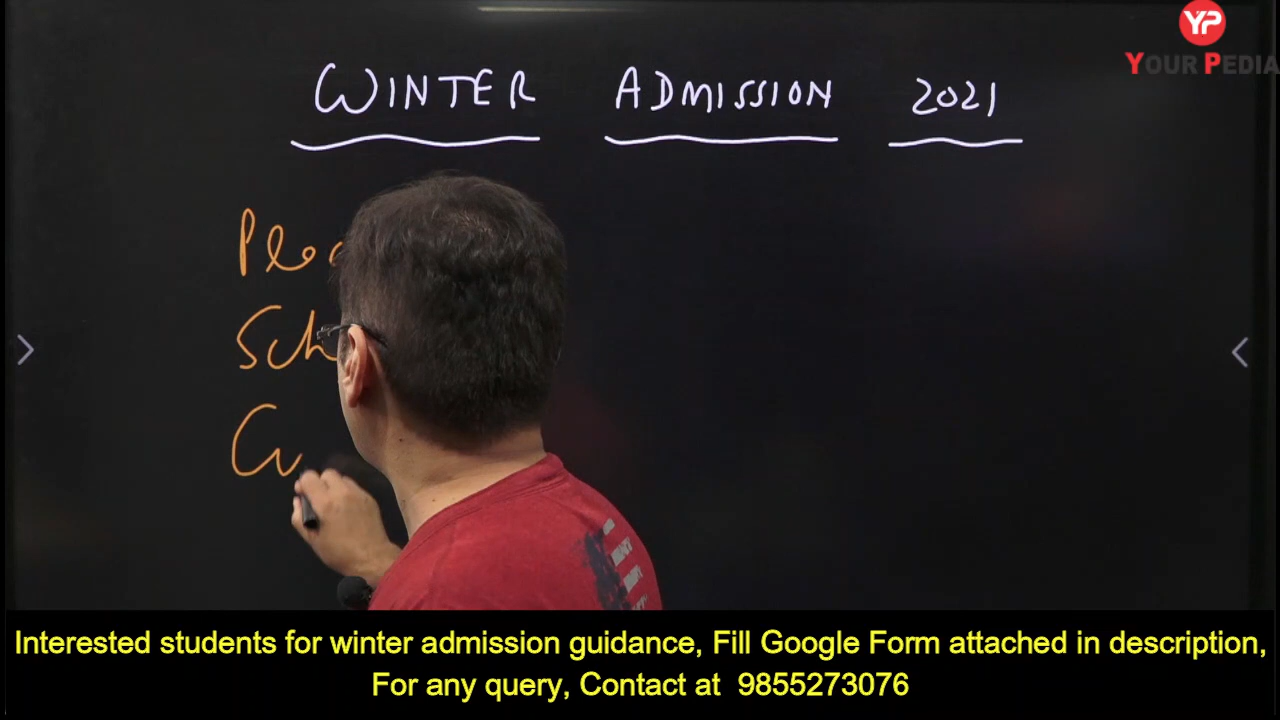 YP
YOUR PEDIA
WINTER ADMISSION 2021
Interested students for winter admission guidance, Fill Google Form attached in description,
For any query, Contact at 9855273076